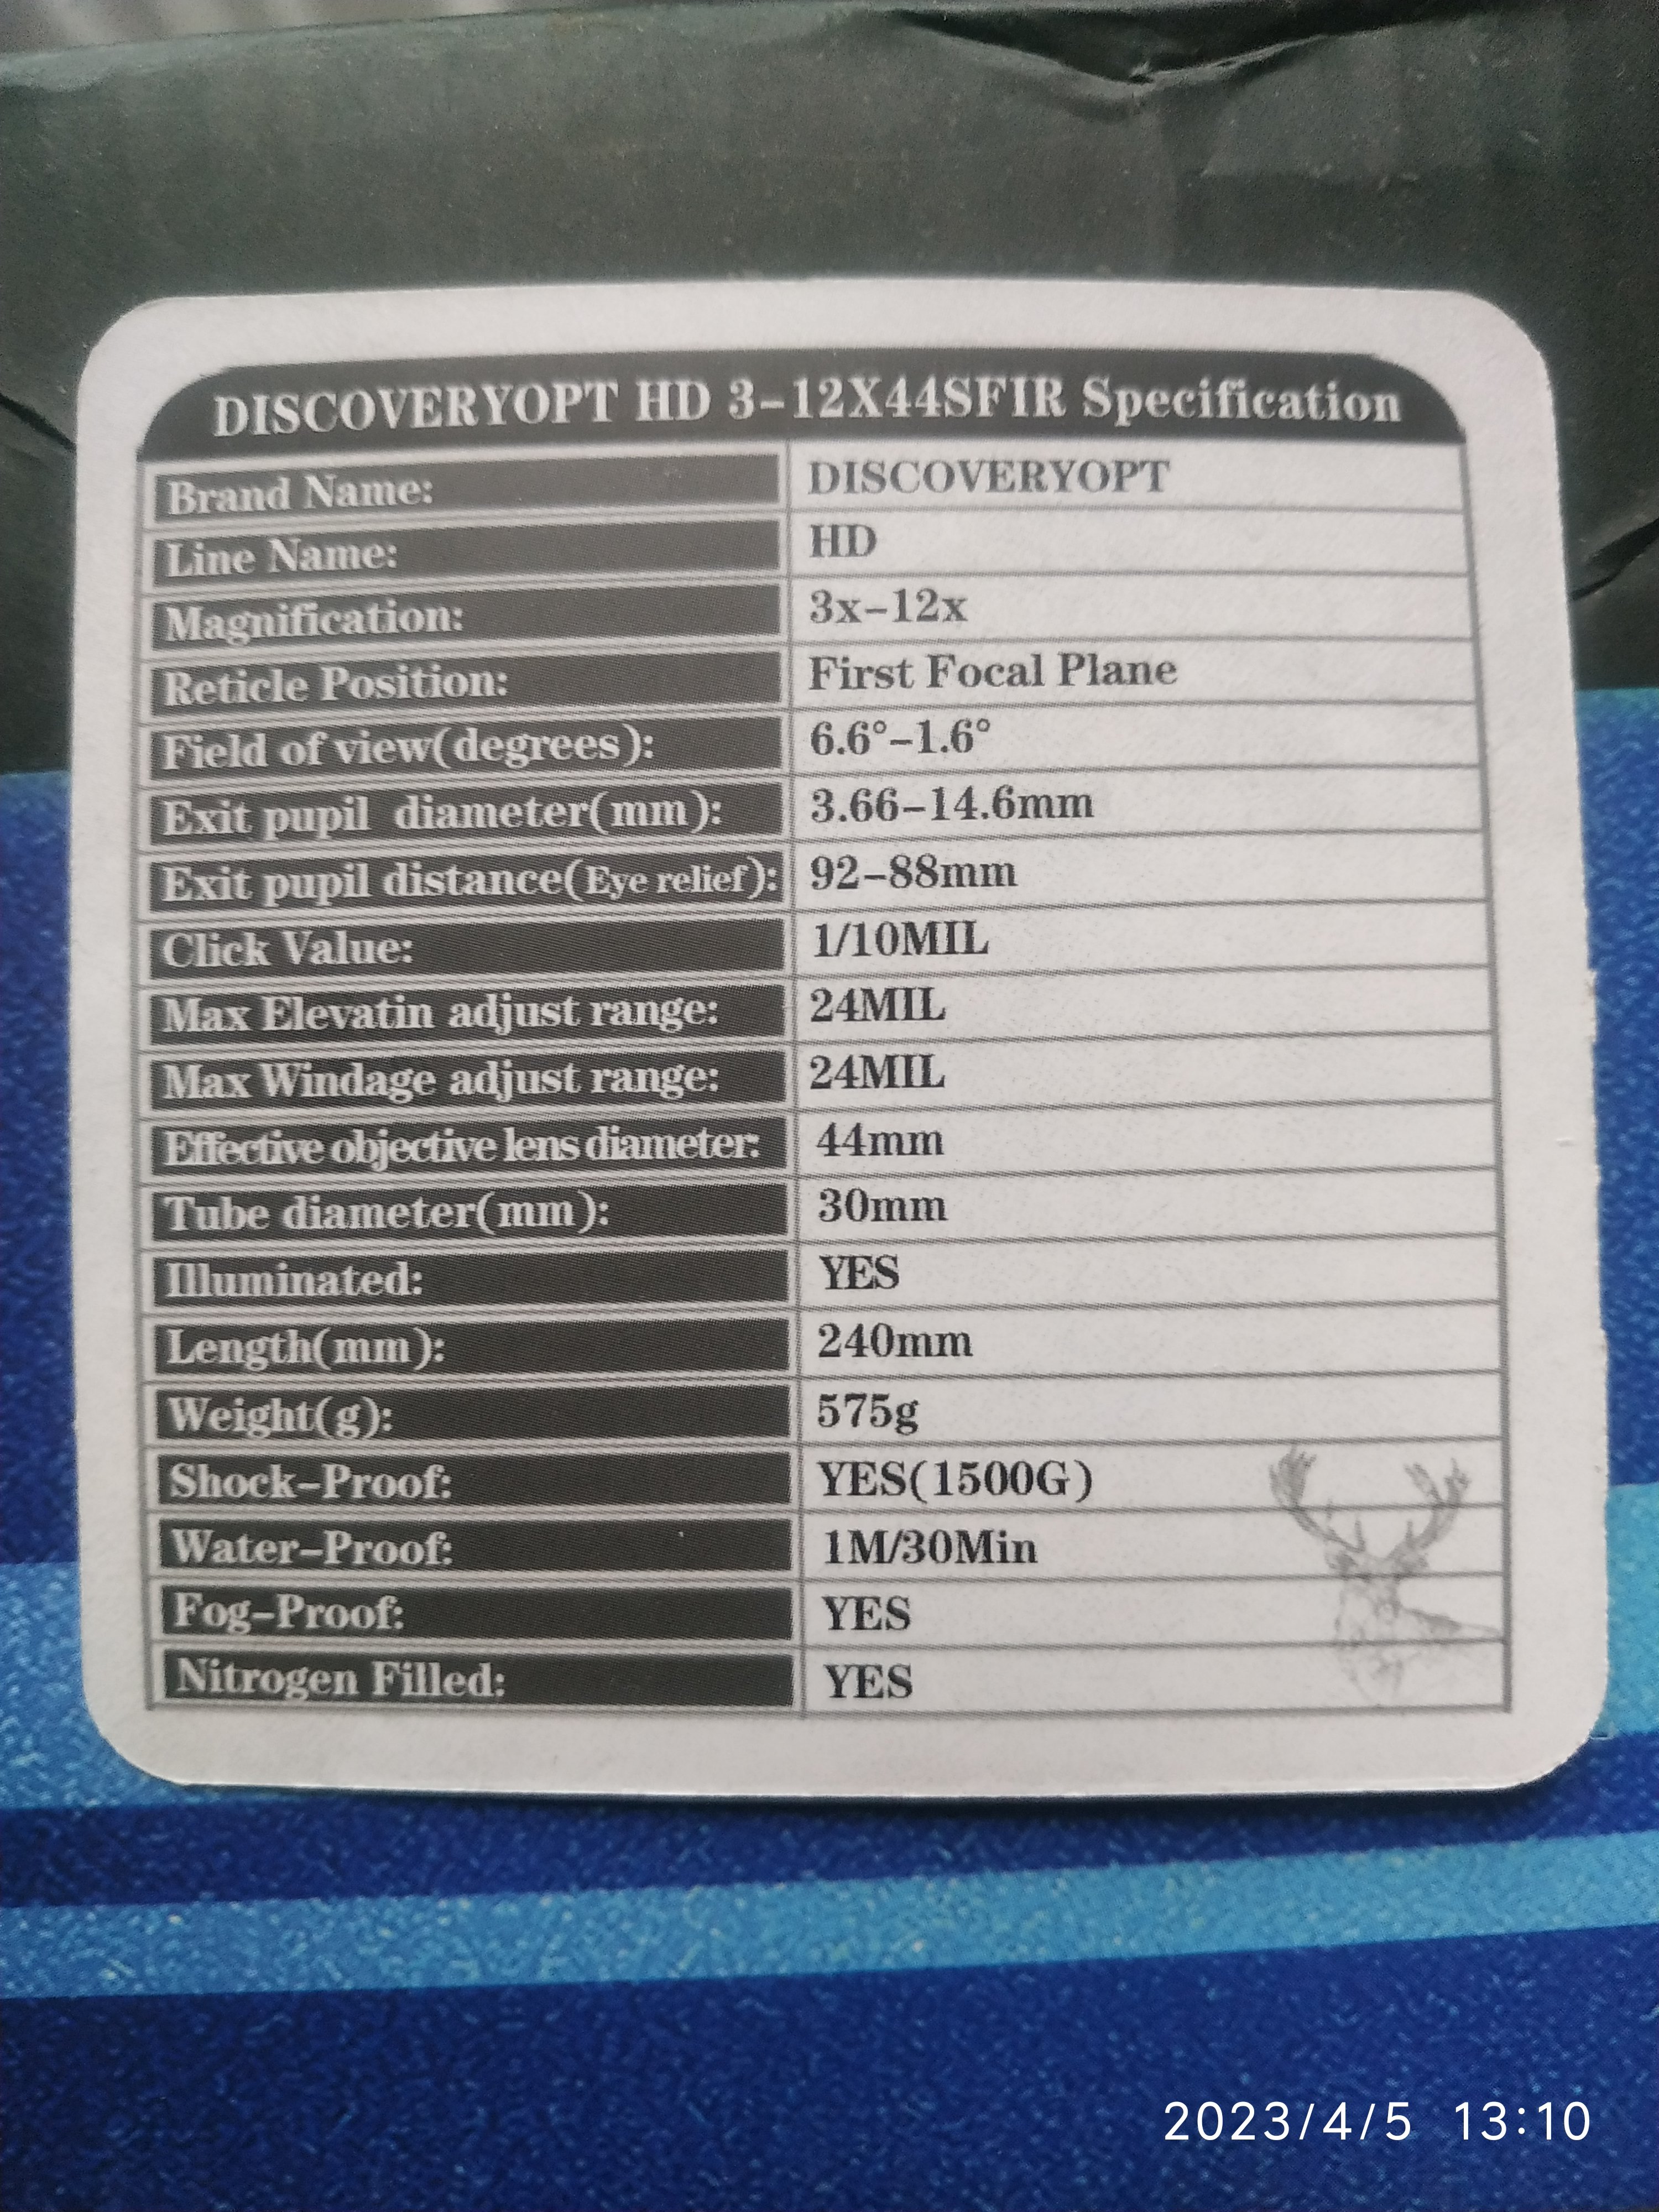 DISCOVERYOPT HD 3-12X44SFIR Specification
Brand Name: DISCOVERYOPT
Line Name: HD
Magnification: 3x-12x
Reticle Position: First Focal Plane
Field of view(degrees): 6.6°-1.6°
Exit pupil diameter(mm): 3.66-14.6mm
Exit pupil distance(Eye relief): 92-88mm
Click Value: 1/10MIL
Max Elevatin adjust range: 24MIL
Max Windage adjust range: 24MIL
Effective objective lens diameter: 44mm
Tube diameter(mm): 30mm
Illuminated: YES
Length(mm): 240mm
Weight(g): 575g
Shock-Proof: YES(1500G)
Water-Proof: 1M/30Min
Fog-Proof: YES
Nitrogen Filled: YES
2023/4/5 13:10